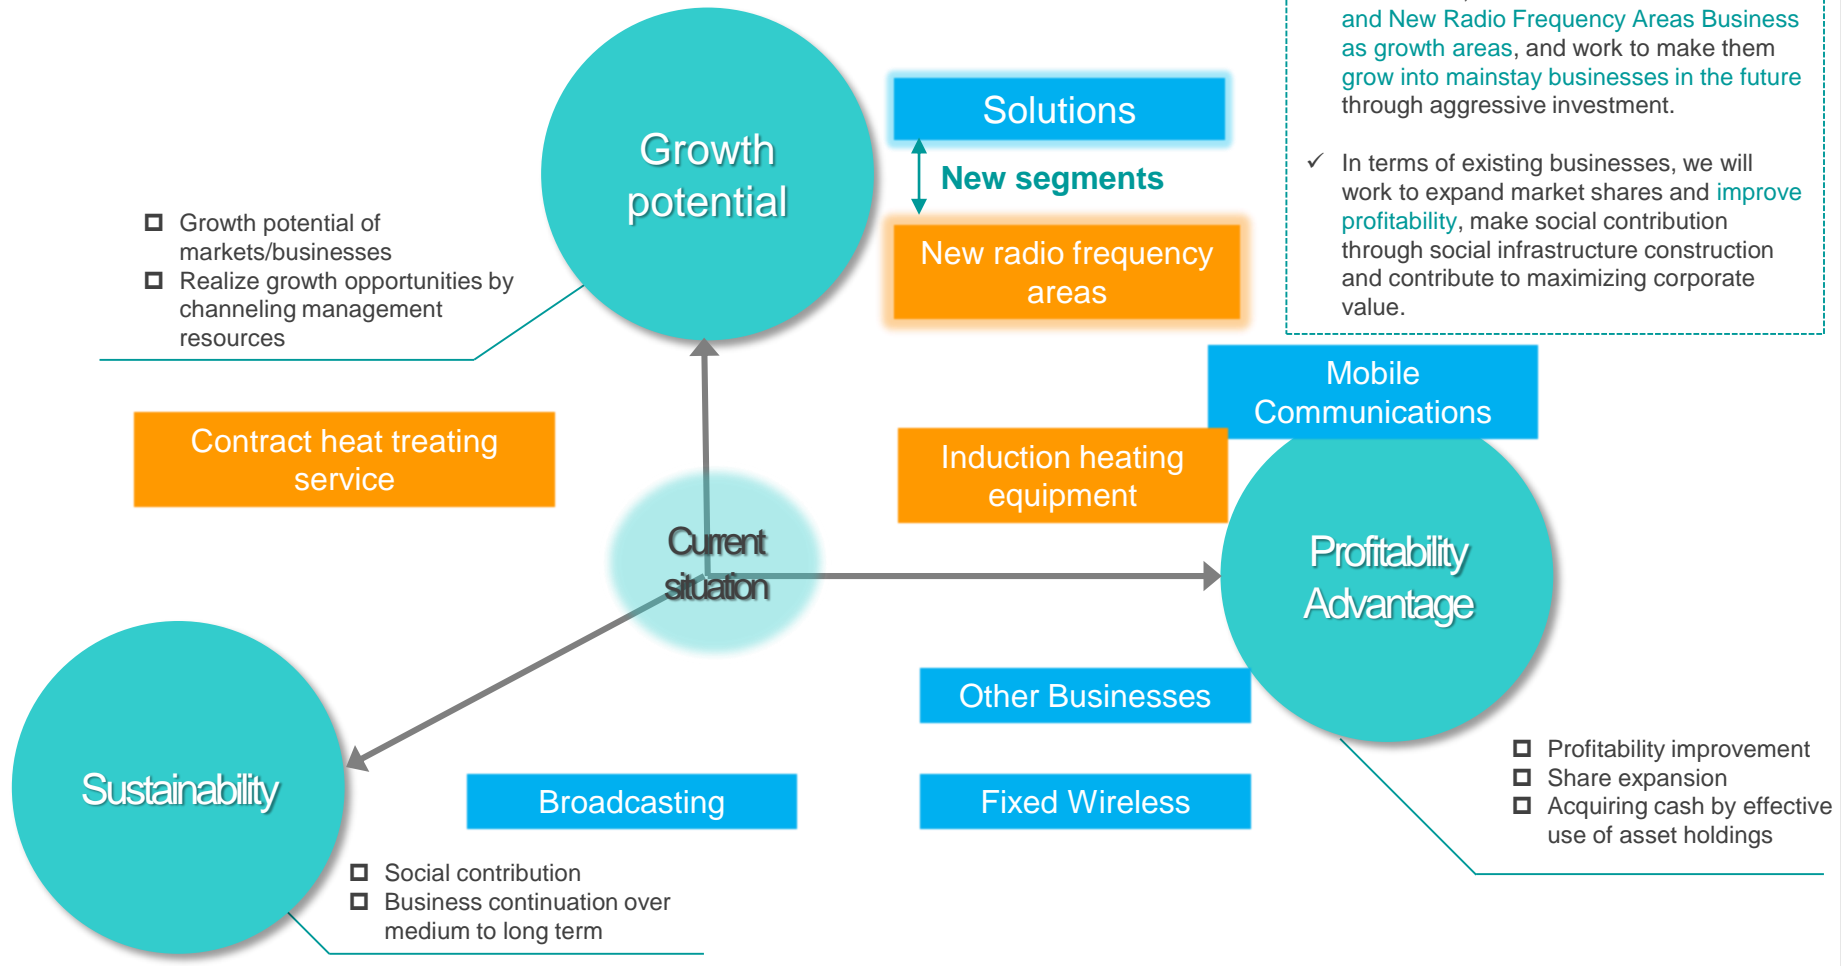 and New Radio Frequency Areas Business
as growth areas, and work to make them
grow into mainstay businesses in the future
through aggressive investment.
✓ In terms of existing businesses, we will
work to expand market shares and improve
profitability, make social contribution
through social infrastructure construction
and contribute to maximizing corporate
value.
Growth
potential
Solutions
New segments
New radio frequency
areas
Growth potential of
markets/businesses
Realize growth opportunities by
channeling management
resources
Mobile
Communications
Contract heat treating
service
Induction heating
equipment
Current
situation
Profitability
Advantage
Other Businesses
Sustainability
Broadcasting
Fixed Wireless
Profitability improvement
Share expansion
Acquiring cash by effective
use of asset holdings
Social contribution
Business continuation over
medium to long term